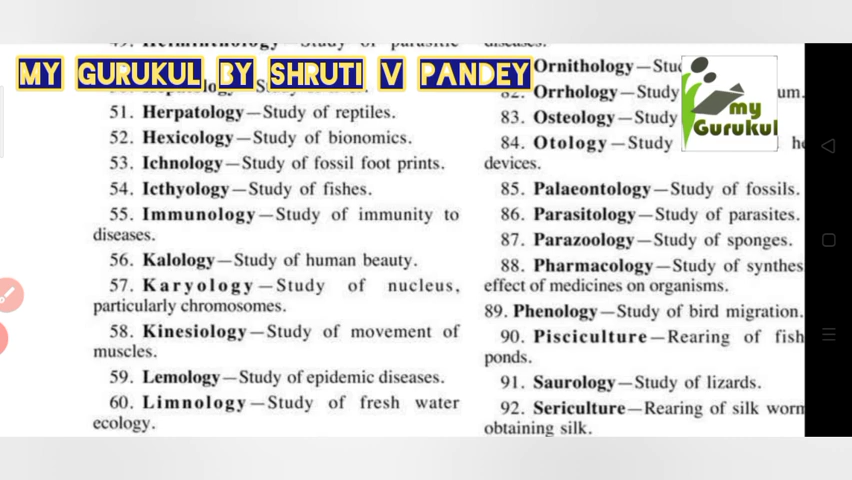 MY GURUKUL BY SHRUTI V PANDEY
my
Gurukul
51. Herpatology—Study of reptiles.
52. Hexicology—Study of bionomics.
53. Ichnology—Study of fossil foot prints.
54. Icthyology—Study of fishes.
55. Immunology—Study of immunity to
diseases.
56. Kalology—Study of human beauty.
57. Karyology—Study of nucleus,
particularly chromosomes.
58. Kinesiology—Study of movement of
muscles.
59. Lemology—Study of epidemic diseases.
60. Limnology—Study of fresh water
ecology.
Ornithology—
Orrhology—Study
83. Osteology—Study
84. Otology—Study
devices.
85. Palaeontology—Study of fossils.
86. Parasitology—Study of parasites.
87. Parazoology—Study of sponges.
88. Pharmacology—Study of synthes
effect of medicines on organisms.
89. Phenology—Study of bird migration.
90. Pisciculture—Rearing of fish
ponds.
91. Saurology—Study of lizards.
92. Sericulture—Rearing of silk worm
obtaining silk.